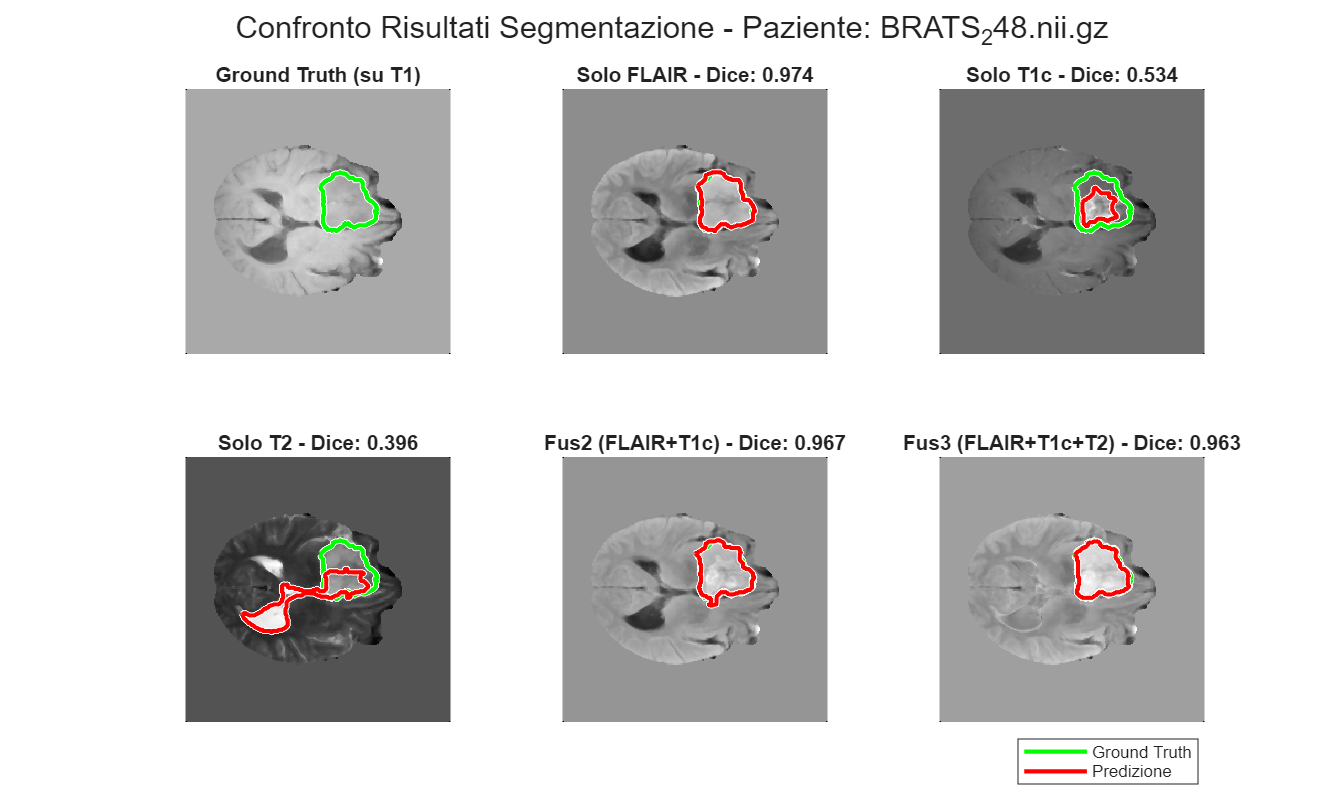 Confronto Risultati Segmentazione - Paziente: BRATS₂48.nii.gz
Ground Truth (su T1)
Solo FLAIR - Dice: 0.974
Solo T1c - Dice: 0.534
Solo T2 - Dice: 0.396
Fus2 (FLAIR+T1c) - Dice: 0.967
Fus3 (FLAIR+T1c+T2) - Dice: 0.963
Ground Truth
Predizione